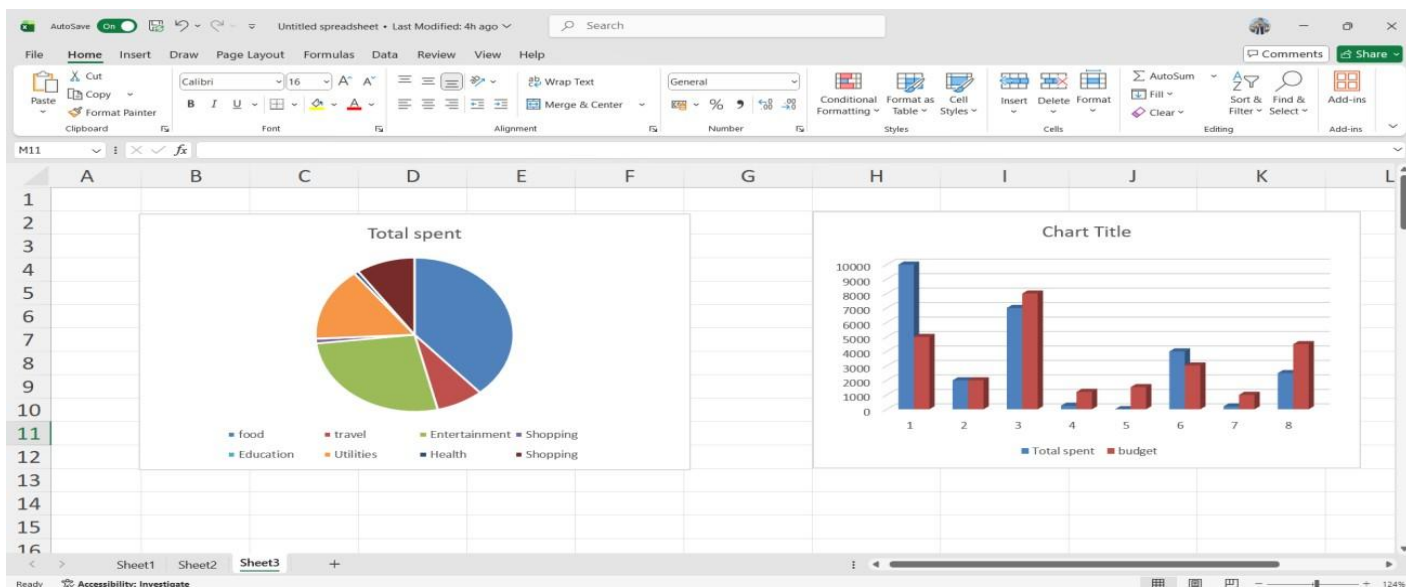 AutoSave On Untitled spreadsheet • Last Modified: 4h ago Search
File Home Insert Draw Page Layout Formulas Data Review View Help Comments Share
Paste Cut Calibri 16 A^ A˅ Wrap Text General Conditional Formatting Format as Table Cell Styles Insert Delete Format AutoSum Sort & Filter Find & Select Add-ins
Copy B I U A Merge & Center % 9 Fill
Format Painter Clear
Clipboard Font Alignment Number Styles Cells Editing Add-ins
M11 fx
A B C D E F G H I J K L
1
2
3
4
5
6
7
8
9
10
11
12
13
14
15
16
Total spent
food travel Entertainment Shopping
Education Utilities Health Shopping
Chart Title
10000
9000
8000
7000
6000
5000
4000
3000
2000
1000
0
1 2 3 4 5 6 7 8
Total spent budget
Sheet1 Sheet2 Sheet3 +
Ready Accessibility: Investigate 124%